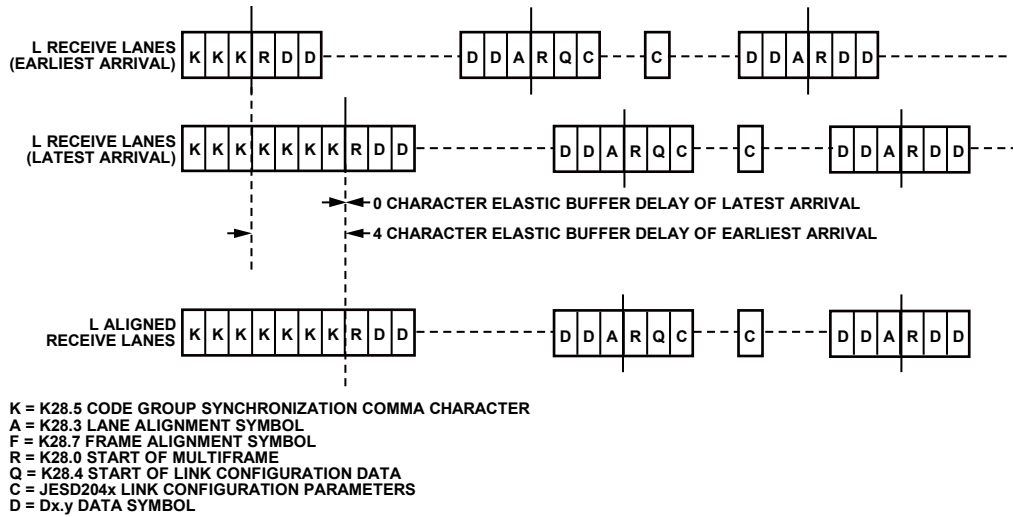 L RECEIVE LANES
(EARLIEST ARRIVAL)
K K K R D D
D D A R Q C
C
D D A R D D
L RECEIVE LANES
(LATEST ARRIVAL)
K K K K K K K R D D
D D A R Q C
C
D D A R D D
0 CHARACTER ELASTIC BUFFER DELAY OF LATEST ARRIVAL
4 CHARACTER ELASTIC BUFFER DELAY OF EARLIEST ARRIVAL
L ALIGNED
RECEIVE LANES
K K K K K K K R D D
D D A R Q C
C
D D A R D D
K = K28.5 CODE GROUP SYNCHRONIZATION COMMA CHARACTER
A = K28.3 LANE ALIGNMENT SYMBOL
F = K28.7 FRAME ALIGNMENT SYMBOL
R = K28.0 START OF MULTIFRAME
Q = K28.4 START OF LINK CONFIGURATION DATA
C = JESD204x LINK CONFIGURATION PARAMETERS
D = Dx.y DATA SYMBOL